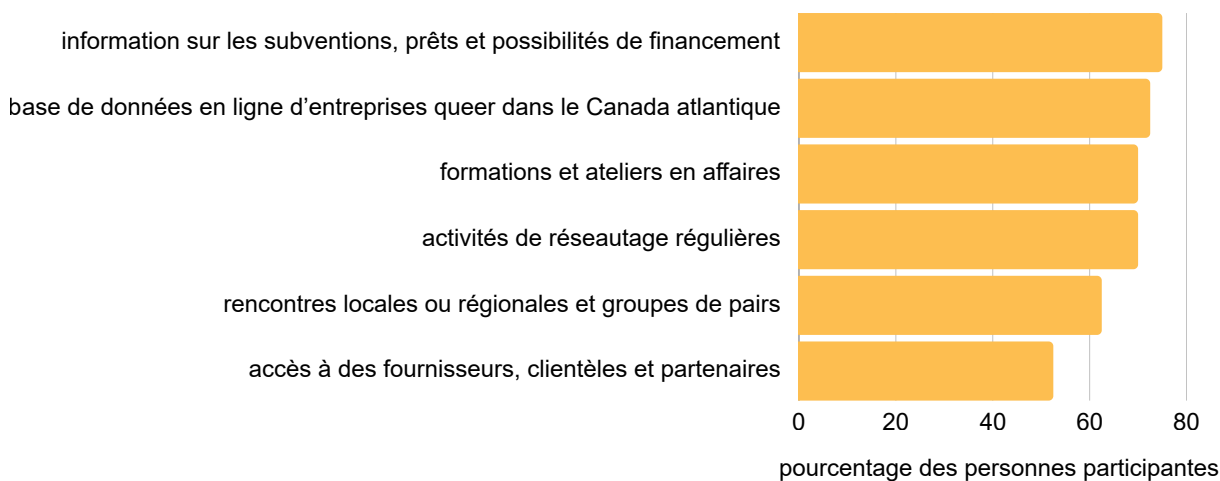 information sur les subventions, prêts et possibilités de financement
base de données en ligne d’entreprises queer dans le Canada atlantique
formations et ateliers en affaires
activités de réseautage régulières
rencontres locales ou régionales et groupes de pairs
accès à des fournisseurs, clientèles et partenaires
0 20 40 60 80
pourcentage des personnes participantes